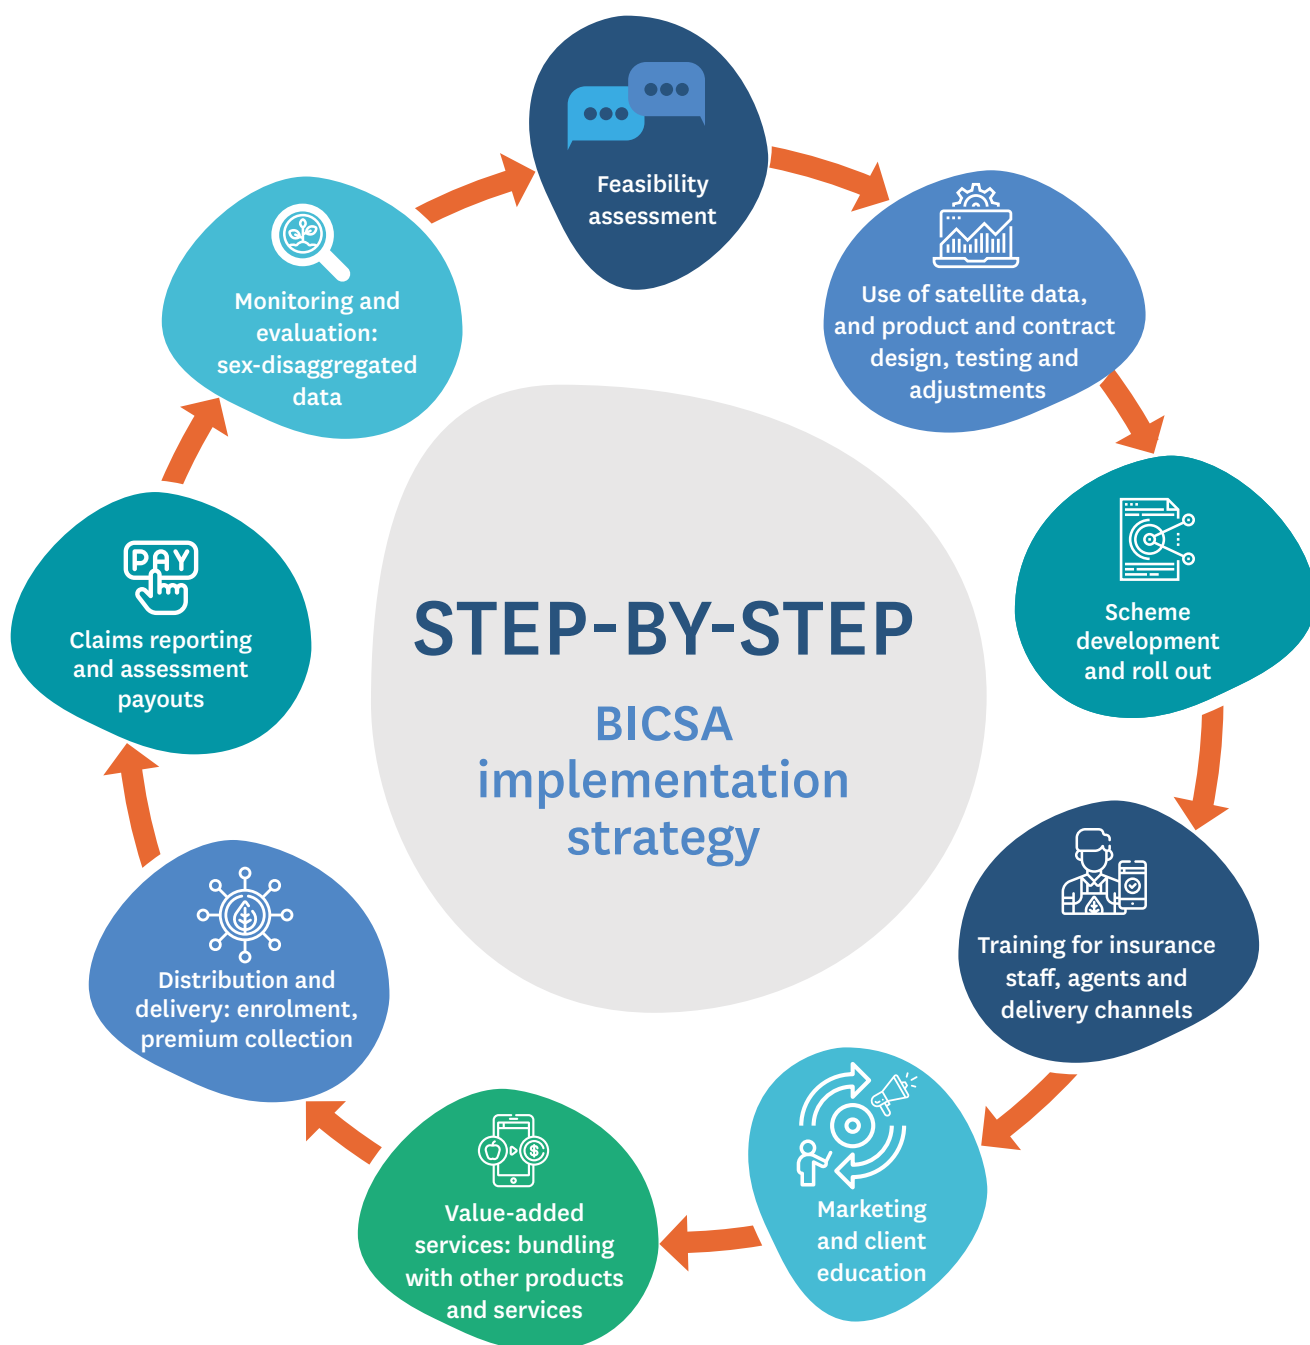 Feasibility
assessment
Use of satellite data,
and product and contract
design, testing and
adjustments
Scheme
development
and roll out
Training for insurance
staff, agents and
delivery channels
Marketing
and client
education
Value-added
services: bundling
with other products
and services
Distribution and
delivery: enrolment,
premium collection
PAY
Claims reporting
and assessment
payouts
Monitoring and
evaluation:
sex-disaggregated
data
STEP-BY-STEP
BICSA
implementation
strategy
$